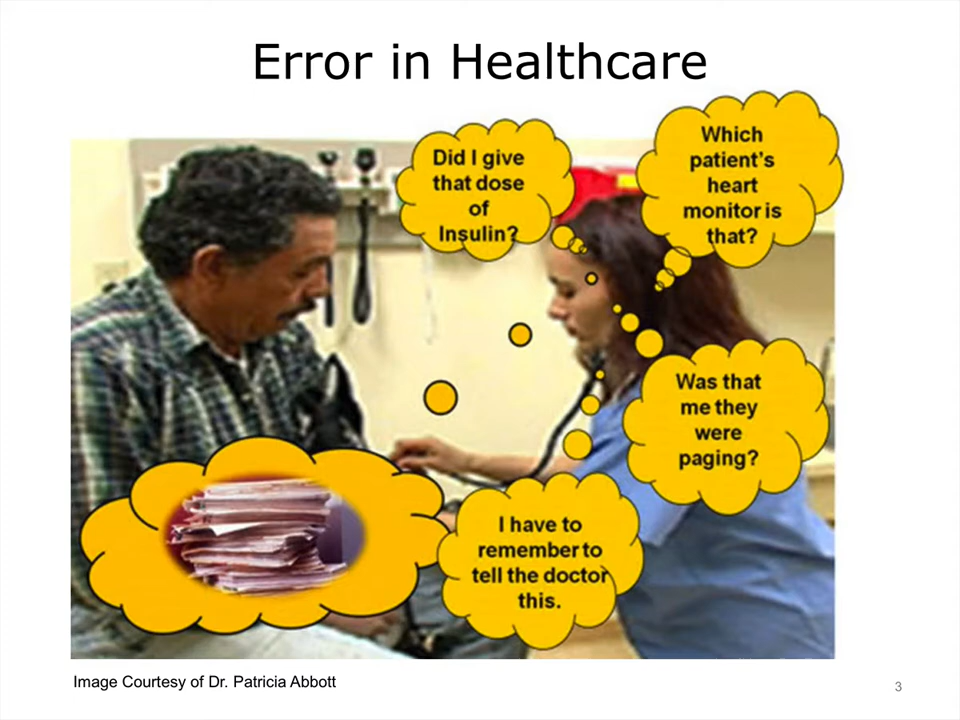 Error in Healthcare
Did I give
that dose
of
Insulin?
Which
patient's
heart
monitor is
that?
Was that
me they
were
paging?
I have to
remember to
tell the doctor
this.
Image Courtesy of Dr. Patricia Abbott
3